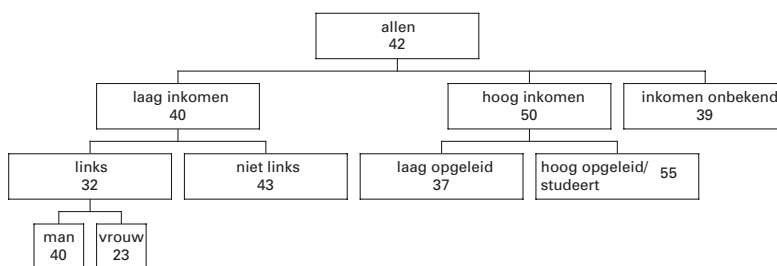 allen
42
laag inkomen
40
hoog inkomen
50
inkomen onbekend
39
links
32
niet links
43
laag opgeleid
37
hoog opgeleid/ 55
studeert
man
40
vrouw
23